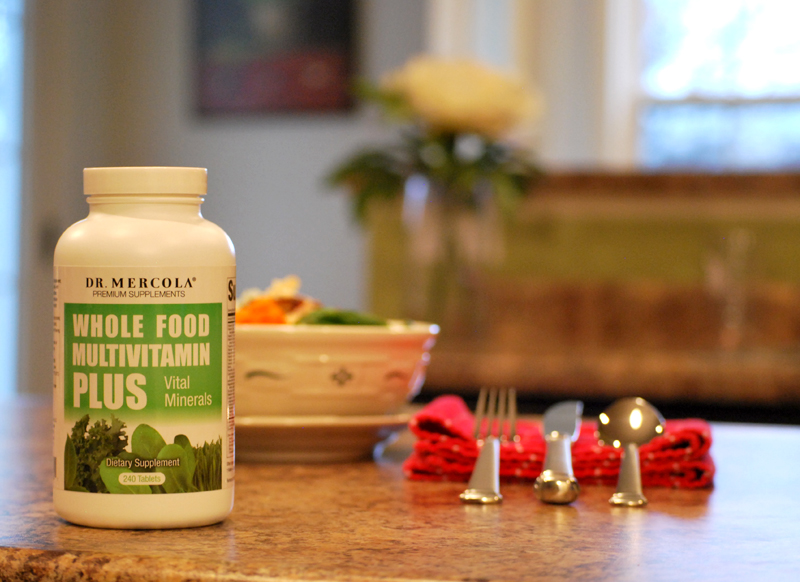 DR. MERCOLA®
PREMIUM SUPPLEMENTS
WHOLE FOOD
MULTIVITAMIN
PLUS
Vital
Minerals
Dietary Supplement
240 Tablets